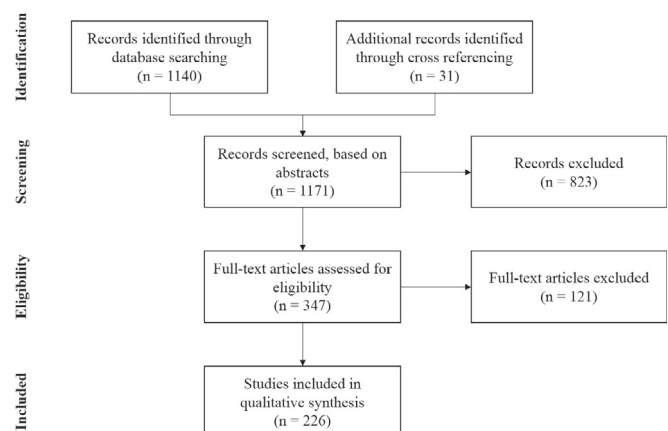 Identification
Records identified through
database searching
(n = 1140)
Additional records identified
through cross referencing
(n = 31)
Screening
Records screened, based on
abstracts
(n = 1171)
Records excluded
(n = 823)
Eligibility
Full-text articles assessed for
eligibility
(n = 347)
Full-text articles excluded
(n = 121)
Included
Studies included in
qualitative synthesis
(n = 226)